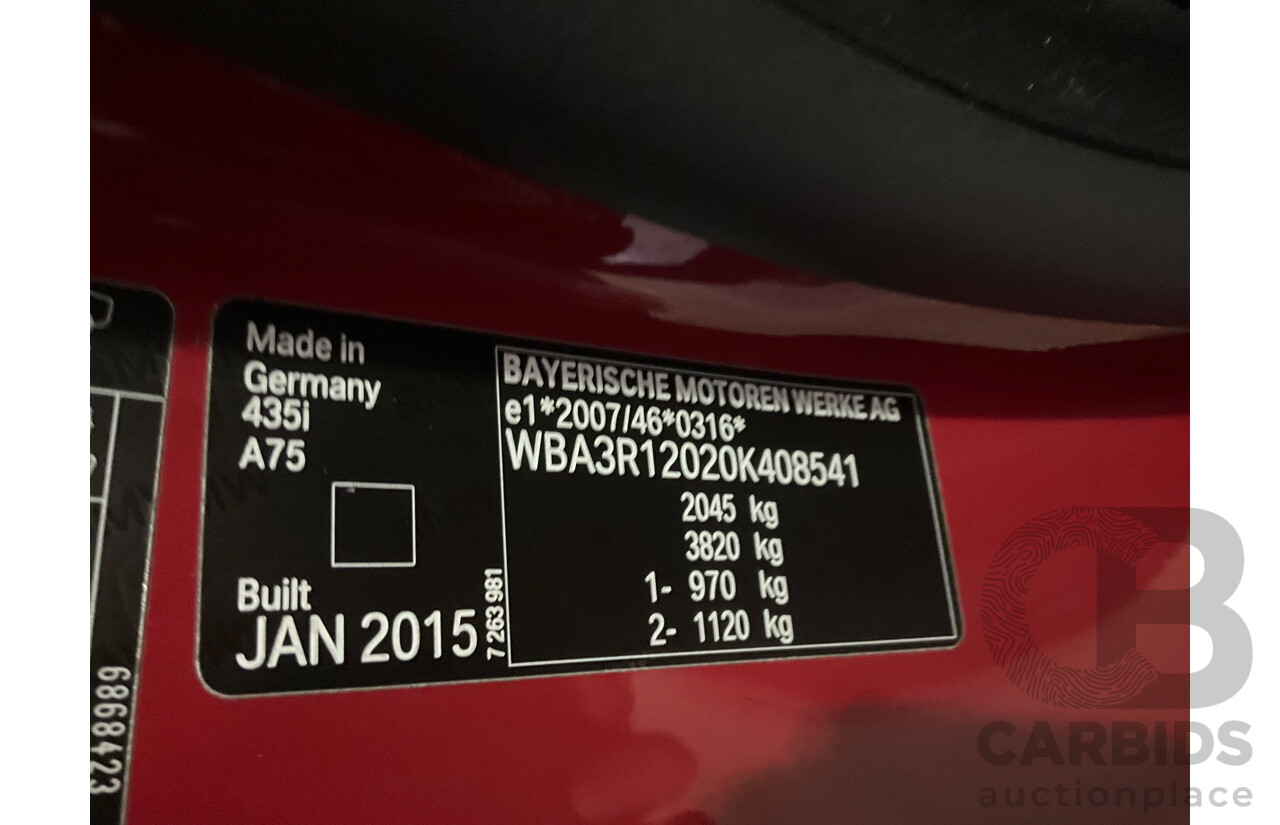 Made in
Germany
435i
A75
Built
JAN 2015
7 263 981
BAYERISCHE MOTOREN WERKE AG
e1*2007/46*0316*
WBA3R12020K408541
2045 kg
3820 kg
1- 970 kg
2- 1120 kg
6868423
CB
CARBIDS
auctionplace